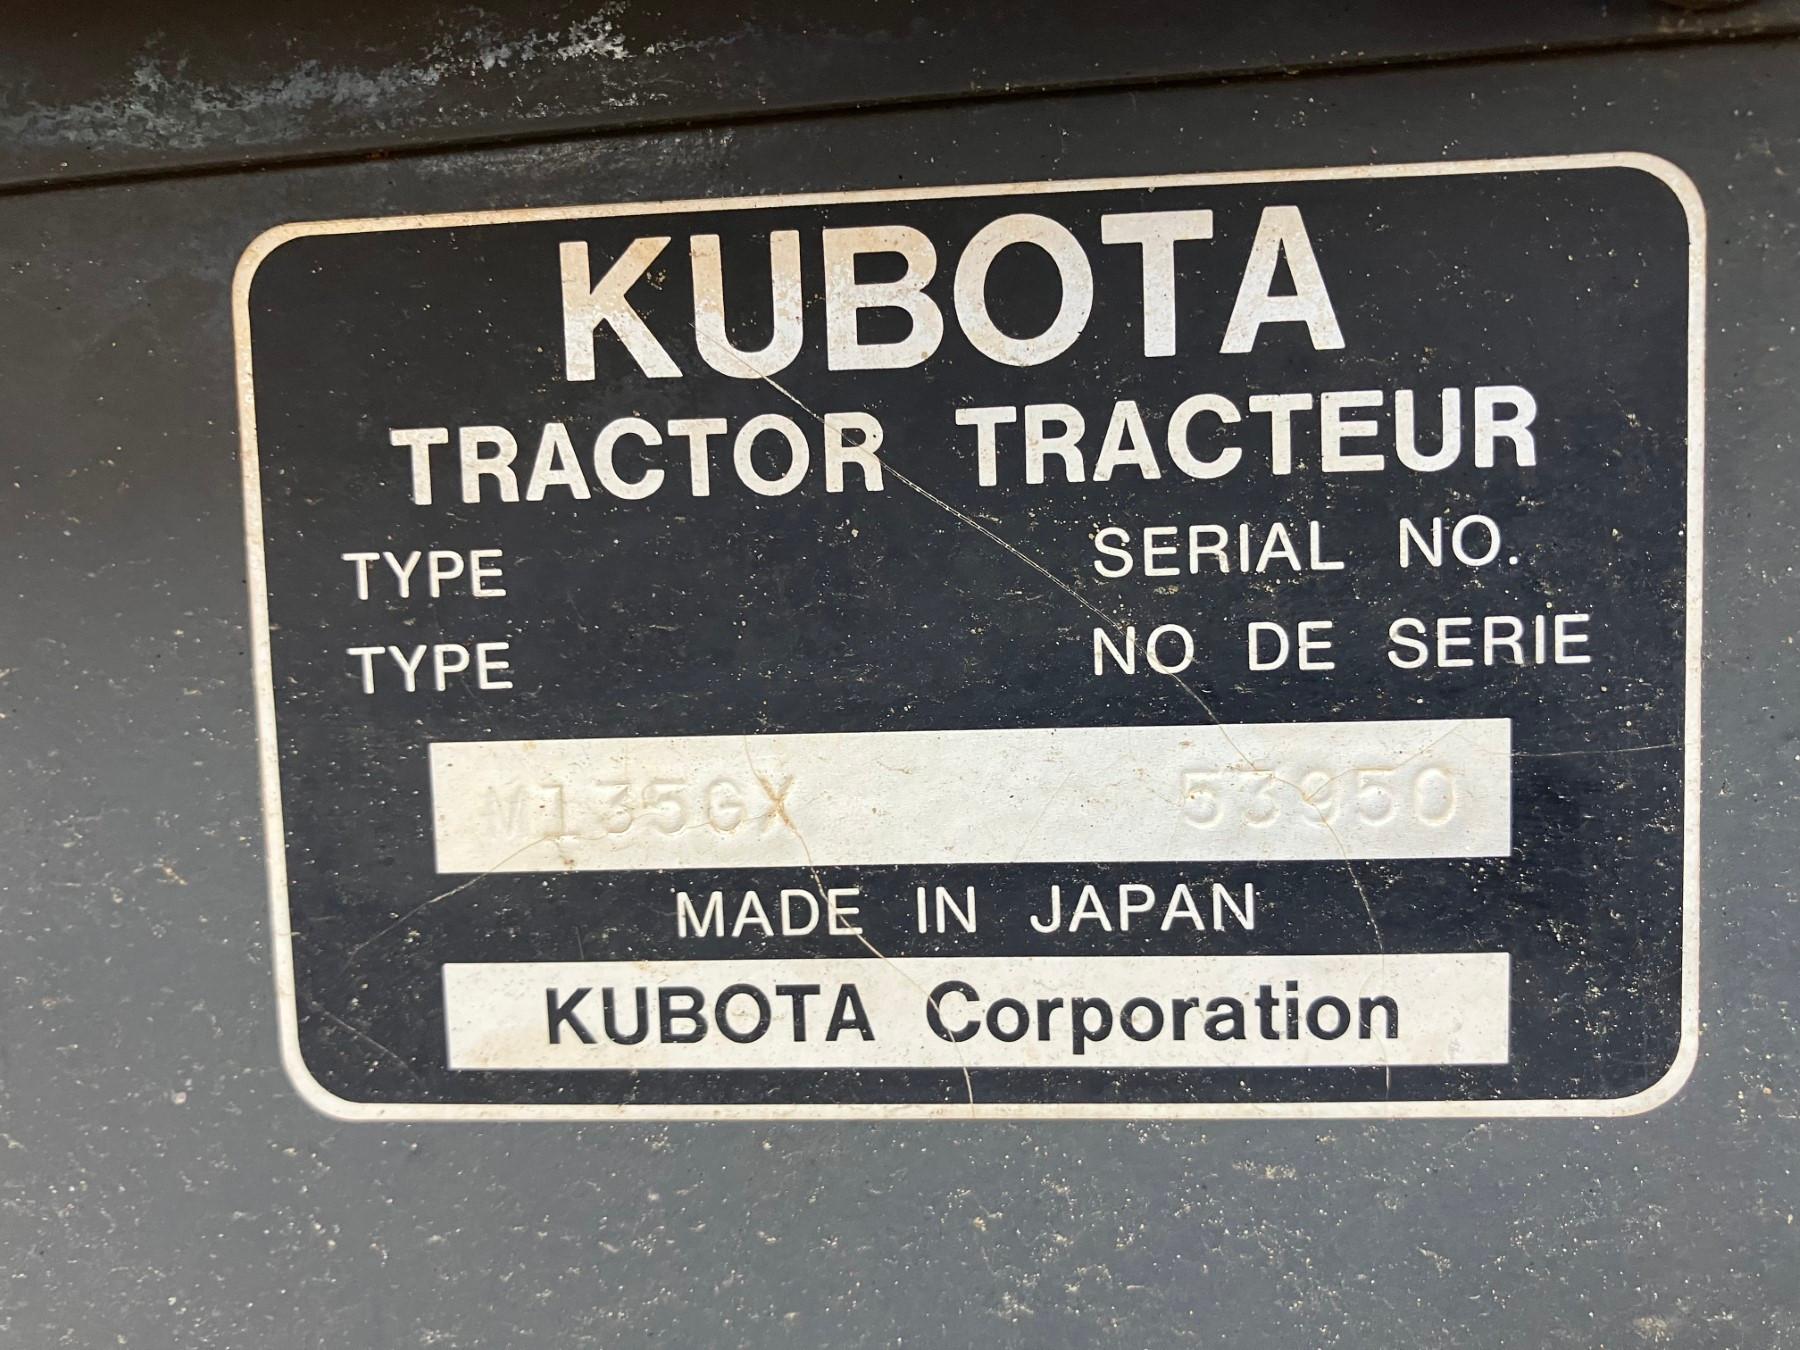 KUBOTA
TRACTOR TRACTEUR
TYPE SERIAL NO.
TYPE NO DE SERIE
M135GX 53950
MADE IN JAPAN
KUBOTA Corporation